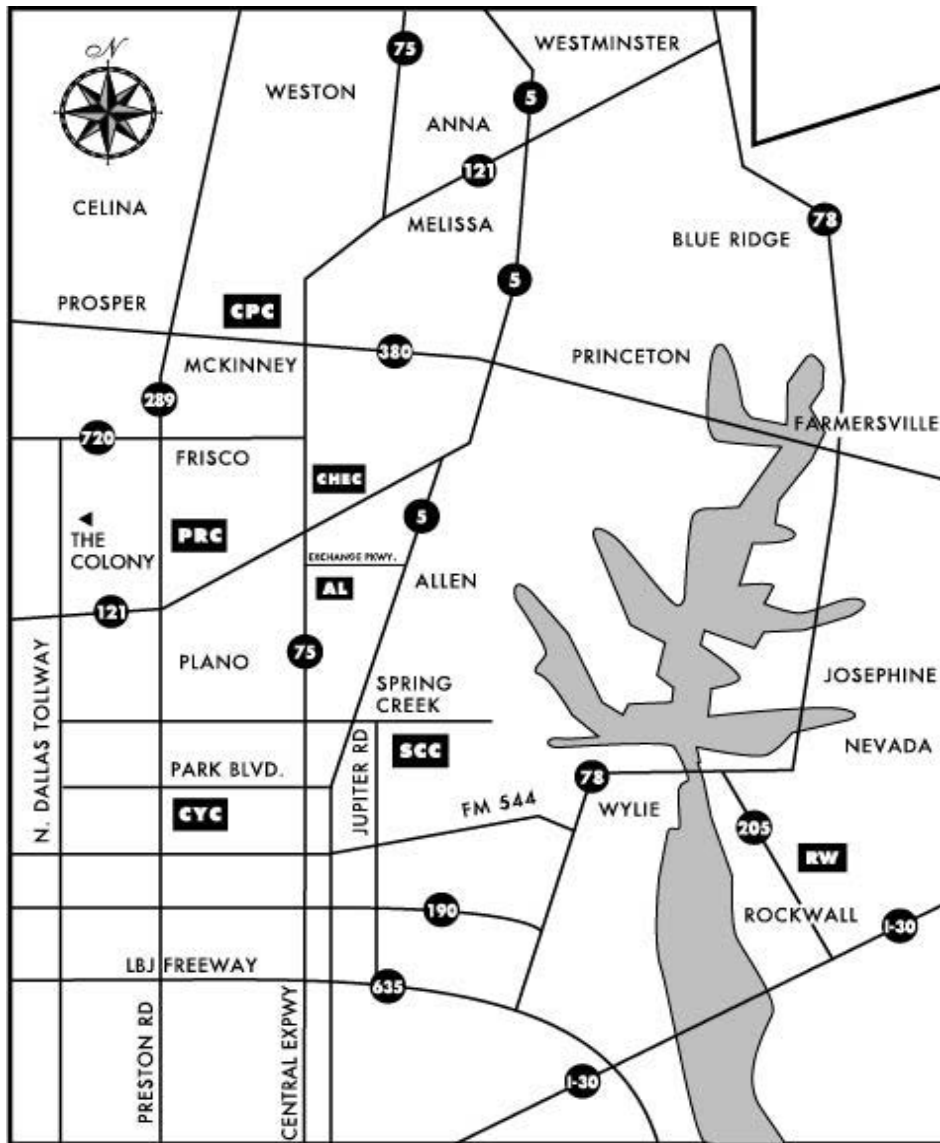 N
75
WESTMINSTER
WESTON
5
ANNA
121
CELINA
MELISSA
78
BLUE RIDGE
5
PROSPER
CPC
380
PRINCETON
MCKINNEY
289
FARMERSVILLE
720
FRISCO
CHEC
5
THE
COLONY
PRC
EXCHANGE PKWY.
AL
ALLEN
121
75
PLANO
SPRING
CREEK
JOSEPHINE
N. DALLAS TOLLWAY
JUPITER RD
SCC
NEVADA
PARK BLVD.
78
CYC
FM 544
WYLIE
205
RW
190
ROCKWALL
I-30
LBJ FREEWAY
635
PRESTON RD
CENTRAL EXPWY
I-30